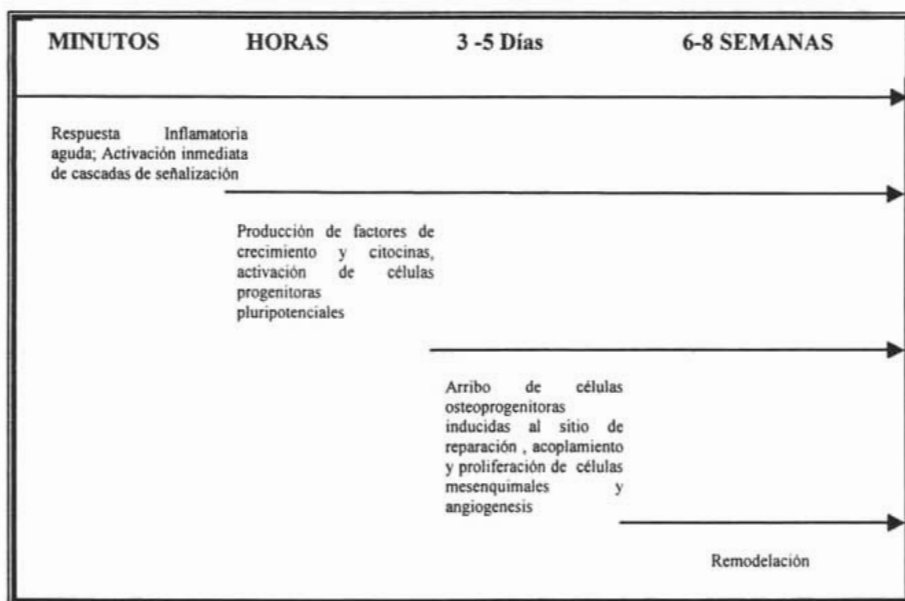 MINUTOS HORAS 3 -5 Días 6-8 SEMANAS
Respuesta Inflamatoria
aguda; Activación inmediata
de cascadas de señalización
Producción de factores de
crecimiento y citocinas,
activación de células
progenitoras
pluripotenciales
Arribo de células
osteoprogenitoras
inducidas al sitio de
reparación , acoplamiento
y proliferación de células
mesenquimales y
angiogenesis
Remodelación